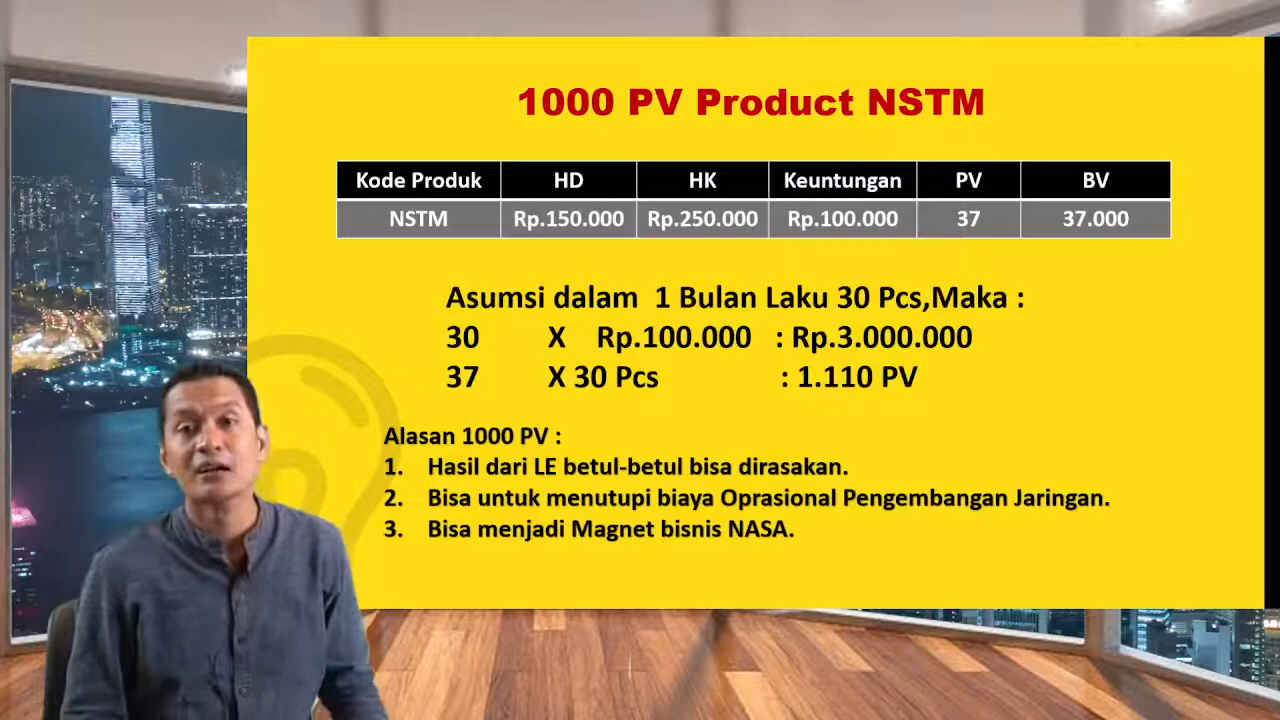 1000 PV Product NSTM
Kode Produk HD HK Keuntungan PV BV
NSTM Rp.150.000 Rp.250.000 Rp.100.000 37 37.000
Asumsi dalam 1 Bulan Laku 30 Pcs,Maka :
30 X Rp.100.000 : Rp.3.000.000
37 X 30 Pcs : 1.110 PV
Alasan 1000 PV :
1. Hasil dari LE betul-betul bisa dirasakan.
2. Bisa untuk menutupi biaya Oprasional Pengembangan Jaringan.
3. Bisa menjadi Magnet bisnis NASA.